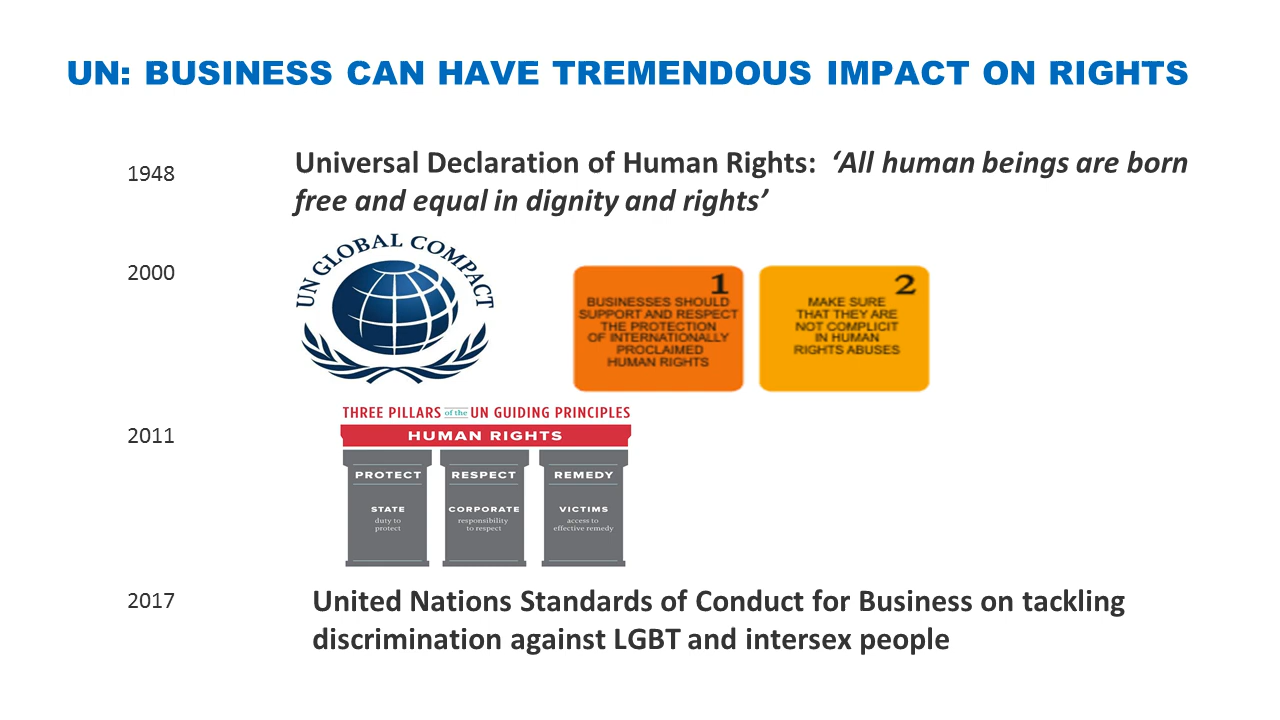 UN: BUSINESS CAN HAVE TREMENDOUS IMPACT ON RIGHTS
1948
Universal Declaration of Human Rights: ‘All human beings are born
free and equal in dignity and rights’
2000
UN GLOBAL COMPACT
1
BUSINESSES SHOULD
SUPPORT AND RESPECT
THE PROTECTION
OF INTERNATIONALLY
PROCLAIMED
HUMAN RIGHTS
2
MAKE SURE
THAT THEY ARE
NOT COMPLICIT
IN HUMAN
RIGHTS ABUSES
2011
THREE PILLARS of the UN GUIDING PRINCIPLES
HUMAN RIGHTS
PROTECT
STATE
duty to
protect
RESPECT
CORPORATE
responsibility
to respect
REMEDY
VICTIMS
access to
effective remedy
2017
United Nations Standards of Conduct for Business on tackling
discrimination against LGBT and intersex people